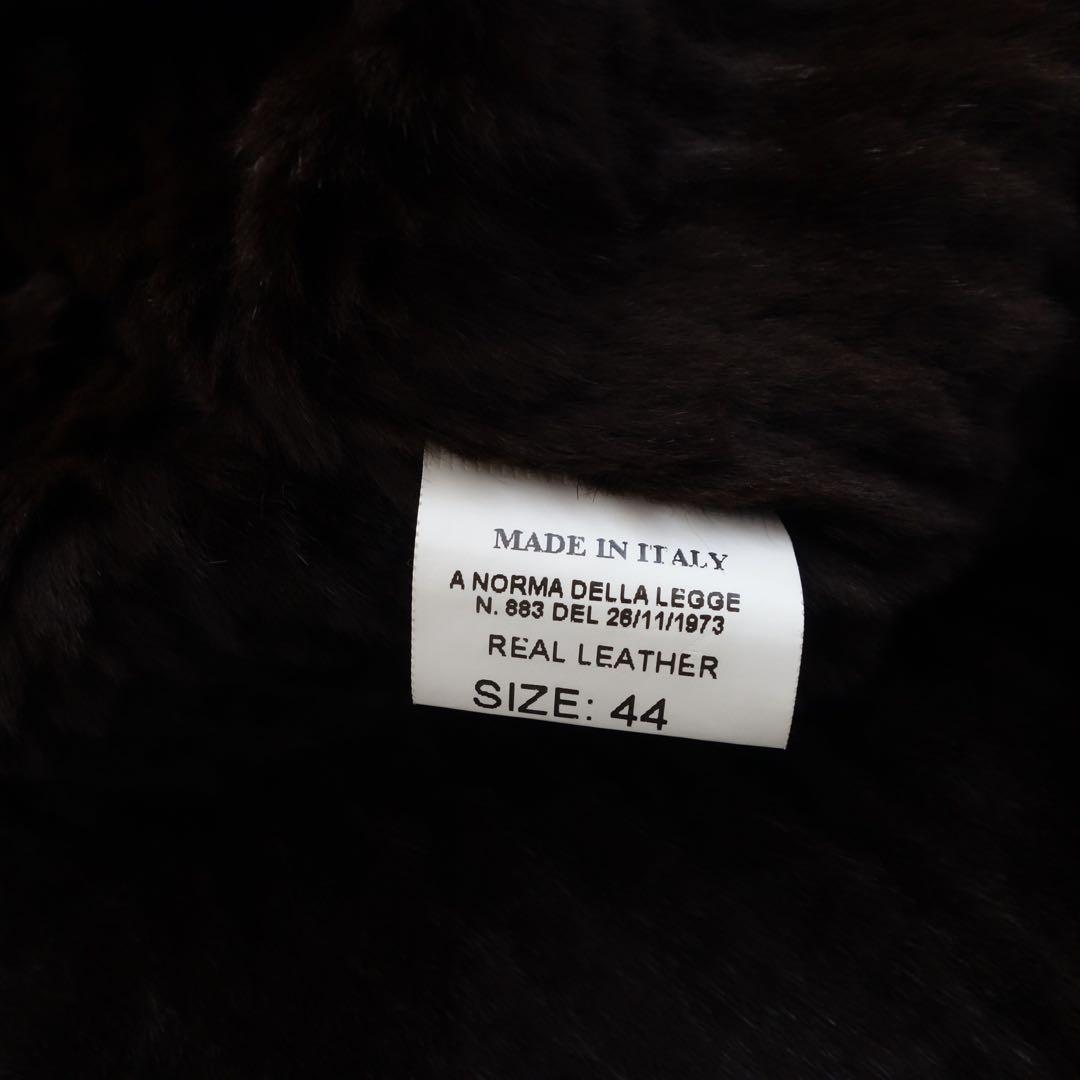 MADE IN ITALY
A NORMA DELLA LEGGE
N. 883 DEL 26/11/1973
REAL LEATHER
SIZE: 44